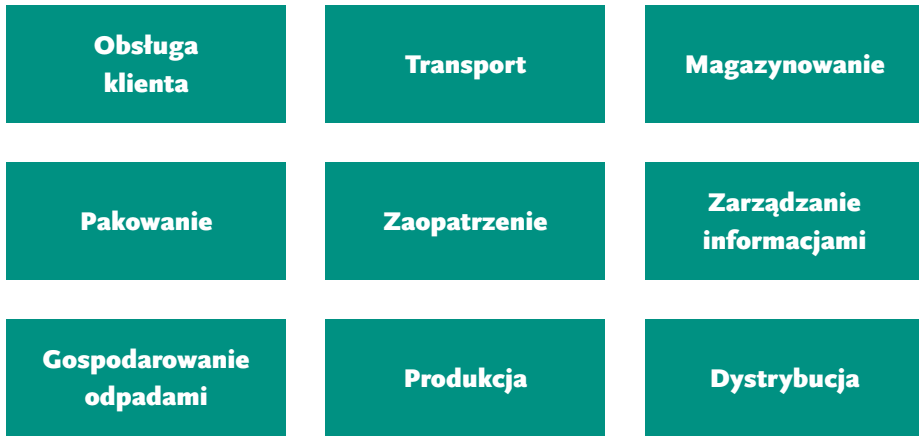 Obsługa
klienta
Transport
Magazynowanie
Pakowanie
Zaopatrzenie
Zarządzanie
informacjami
Gospodarowanie
odpadami
Produkcja
Dystrybucja